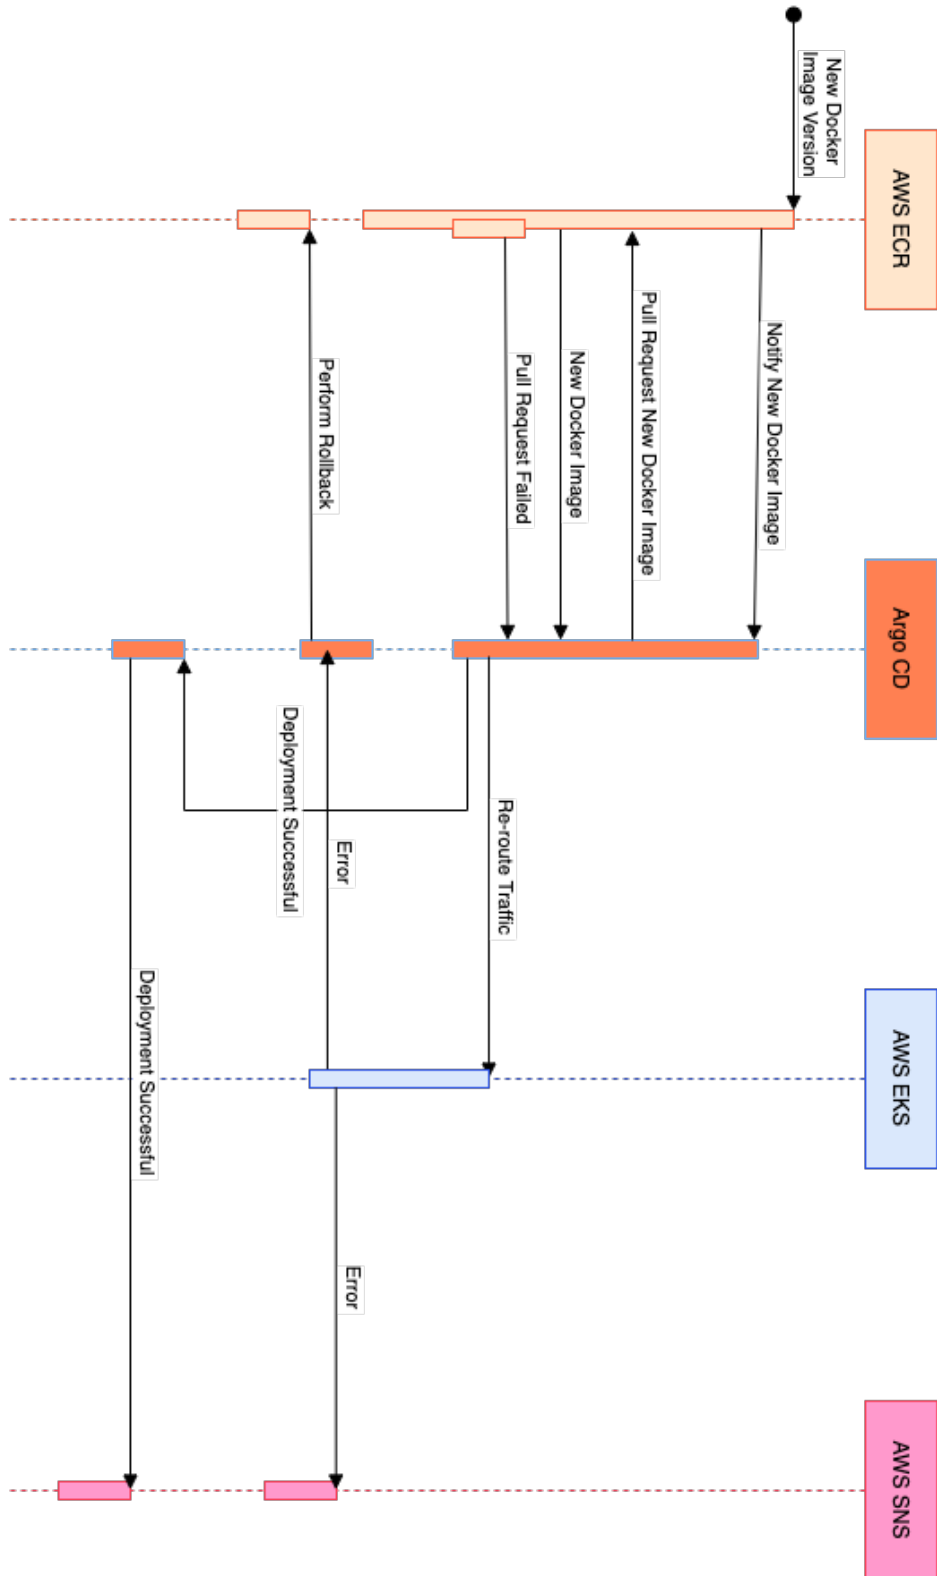 AWS ECR
Argo CD
AWS EKS
AWS SNS
New Docker
Image Version
Notify New Docker Image
Pull Request New Docker Image
New Docker Image
Pull Request Failed
Re-route Traffic
Error
Error
Perform Rollback
Deployment Successful
Deployment Successful